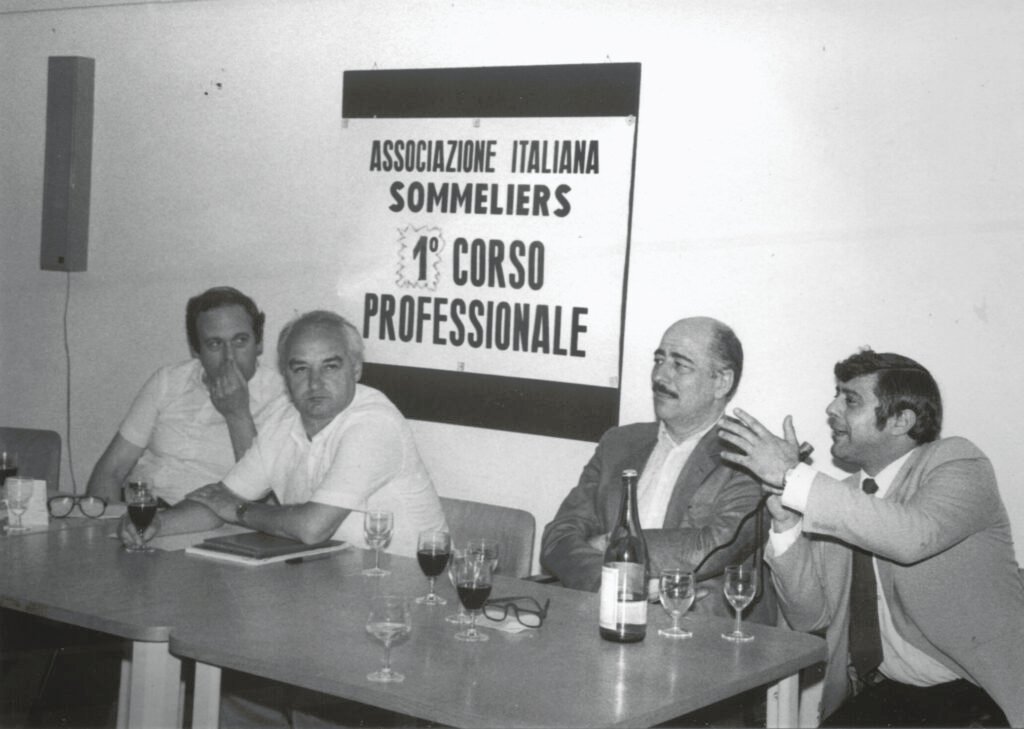 ASSOCIAZIONE ITALIANA
SOMMELIERS
1° CORSO
PROFESSIONALE